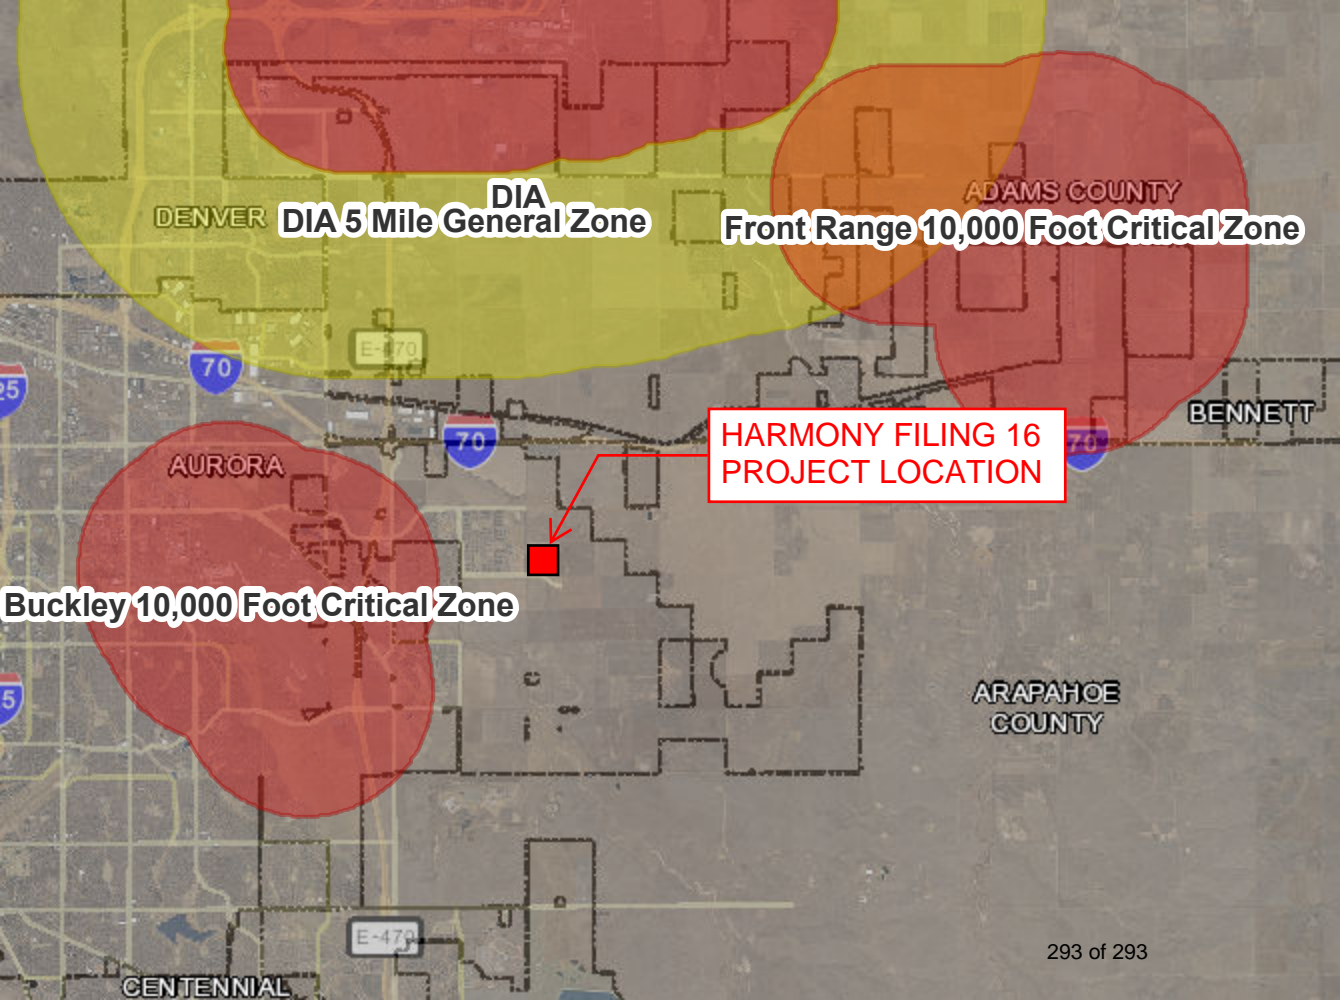 DIA
DENVER
DIA 5 Mile General Zone
ADAMS COUNTY
Front Range 10,000 Foot Critical Zone
E-470
70
25
BENNETT
70
70
HARMONY FILING 16
PROJECT LOCATION
AURORA
Buckley 10,000 Foot Critical Zone
5
ARAPAHOE
COUNTY
E-470
293 of 293
CENTENNIAL